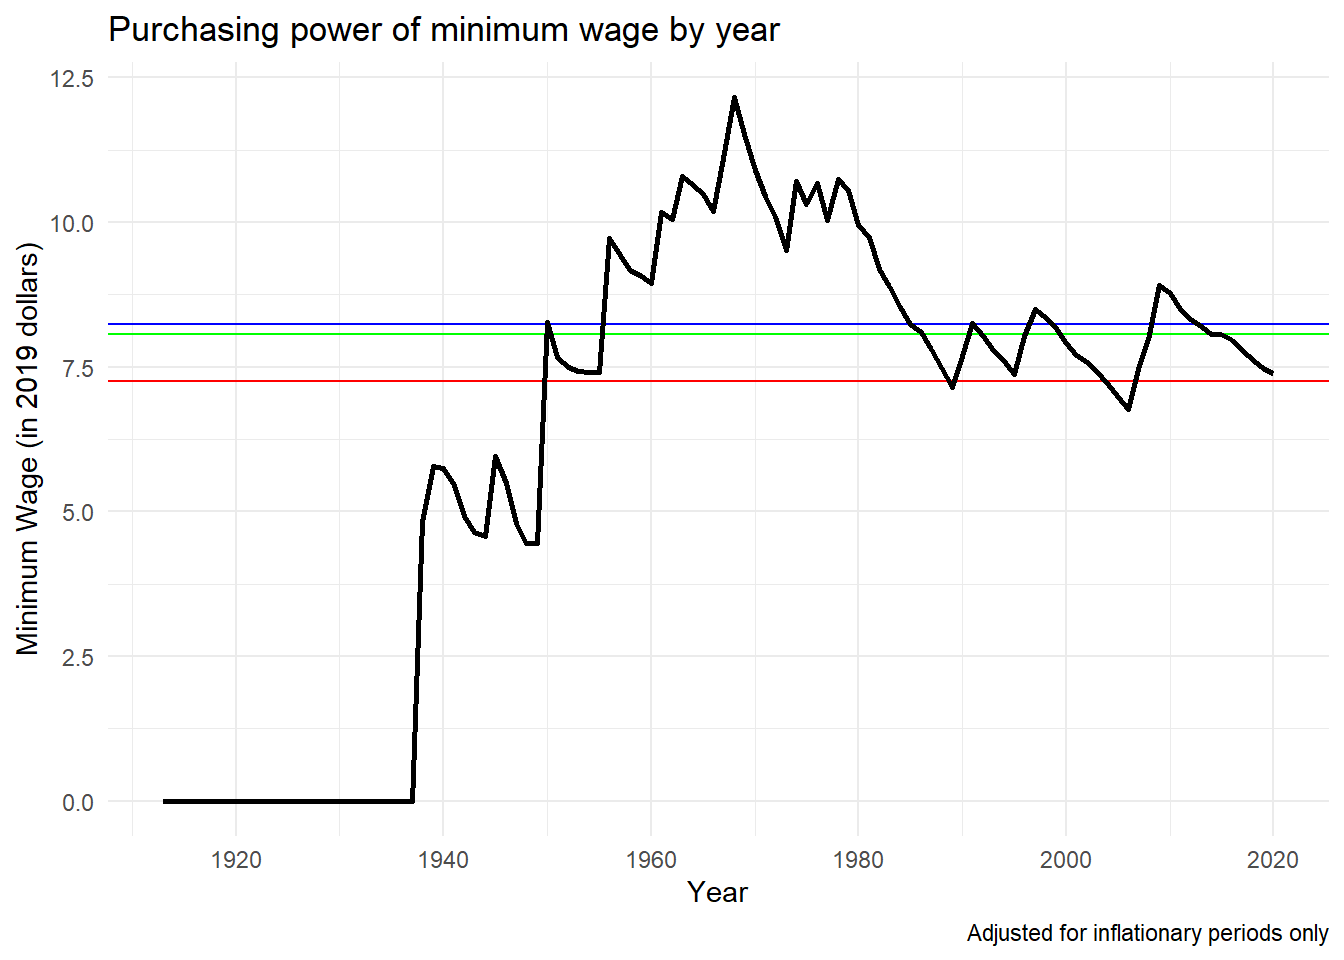 Purchasing power of minimum wage by year
Minimum Wage (in 2019 dollars)
12.5
10.0
7.5
5.0
2.5
0.0
1920 1940 1960 1980 2000 2020
Year
Adjusted for inflationary periods only